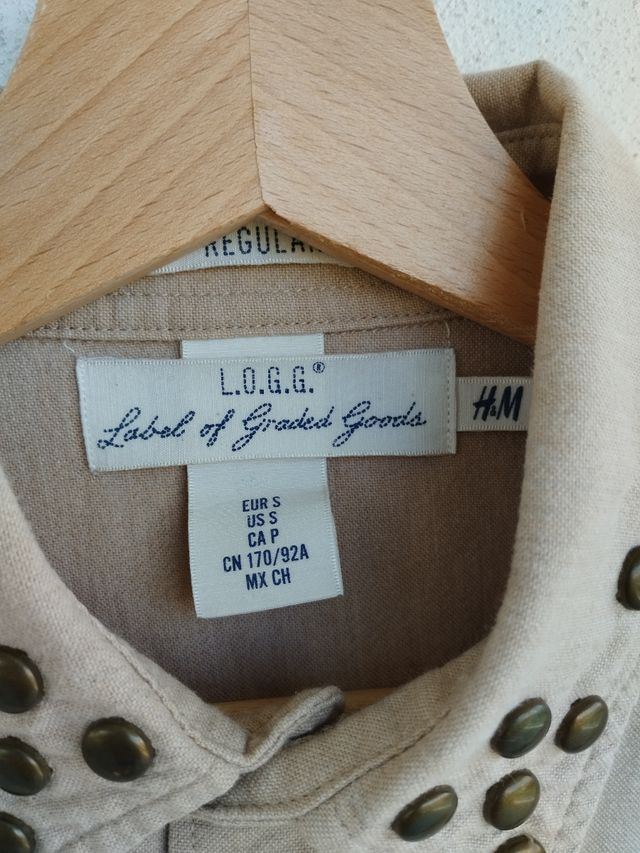 REGULAR
L.O.G.G.®
Label of Graded Goods
H&M
EUR S
US S
CA P
CN 170/92A
MX CH